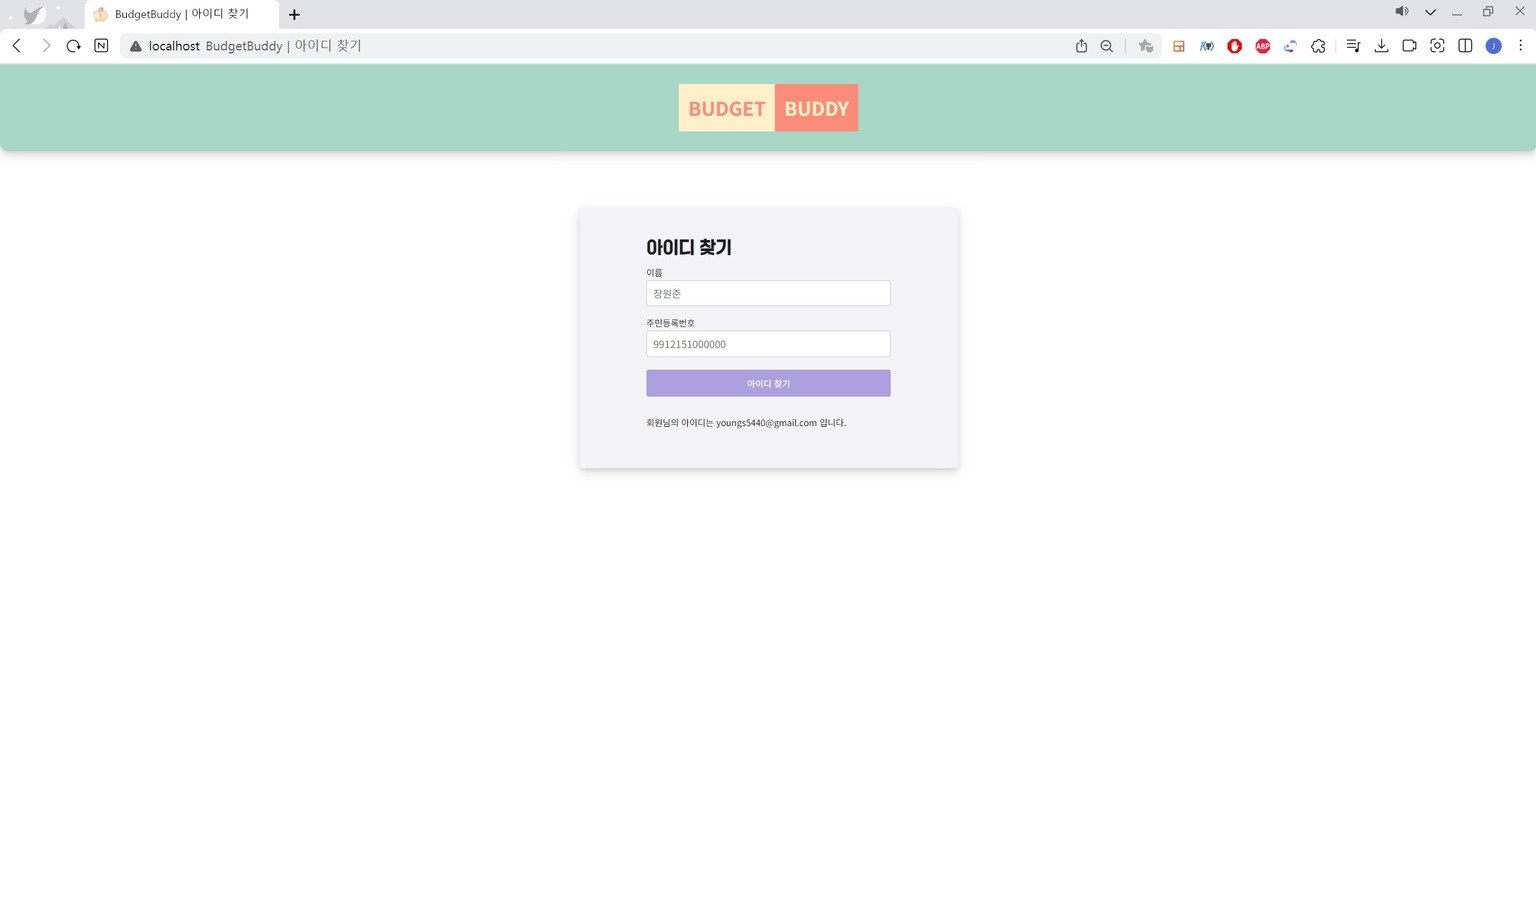 BudgetBuddy | 아이디 찾기
localhost BudgetBuddy | 아이디 찾기
N
ABP
J
BUDGET BUDDY
아이디 찾기
이름
장원준
주민등록번호
9912151000000
아이디 찾기
회원님의 아이디는 youngs5440@gmail.com 입니다.